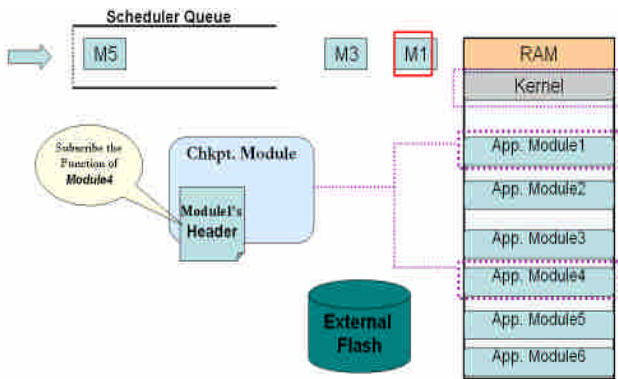 Scheduler Queue
M5
M3
M1
RAM
Kernel
Subscribe the
Function of
Module4
Chkpt. Module
Module1's
Header
App. Module1
App. Module2
App. Module3
App. Module4
App. Module5
App. Module6
External
Flash